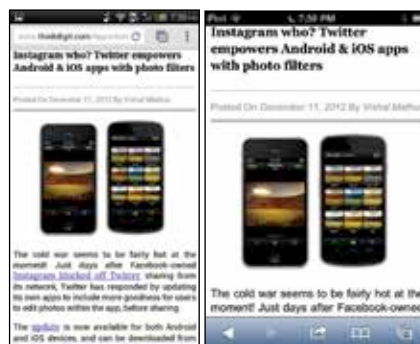 Instagram who? Twitter empowers
Android & iOS apps with photo filters
Posted On December 11, 2012 By Vishal Mathur
The cold war seems to be fairly hot at the
moment! Just days after Facebook-owned
Instagram blocked off Twitter sharing from
its network, Twitter has responded by updating
its own apps to include more goodness for users
to edit photos within the app, before sharing.
The update is now available for both Android
and iOS devices, and can be downloaded from
7:38 PM
Instagram who? Twitter
empowers Android & iOS apps
with photo filters
Posted On December 11, 2012 By Vishal Mathur
The cold war seems to be fairly hot at the
moment! Just days after Facebook-owned